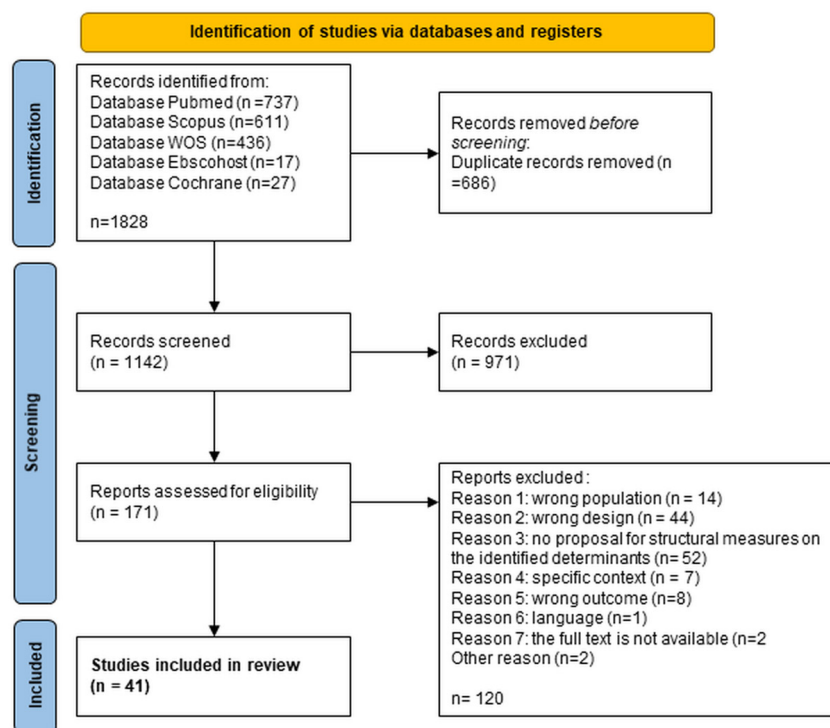 Identification of studies via databases and registers
Identification
Records identified from:
Database Pubmed (n =737)
Database Scopus (n=611)
Database WOS (n=436)
Database Ebscohost (n=17)
Database Cochrane (n=27)
n=1828
Records removed before
screening:
Duplicate records removed (n
=686)
Screening
Records screened
(n = 1142)
Records excluded
(n = 971)
Reports assessed for eligibility
(n = 171)
Reports excluded :
Reason 1: wrong population (n = 14)
Reason 2: wrong design (n = 44)
Reason 3: no proposal for structural measures on
the identified determinants (n= 52)
Reason 4: specific context (n = 7)
Reason 5: wrong outcome (n=8)
Reason 6: language (n=1)
Reason 7: the full text is not available (n=2
Other reason (n=2)
n= 120
Included
Studies included in review
(n = 41)